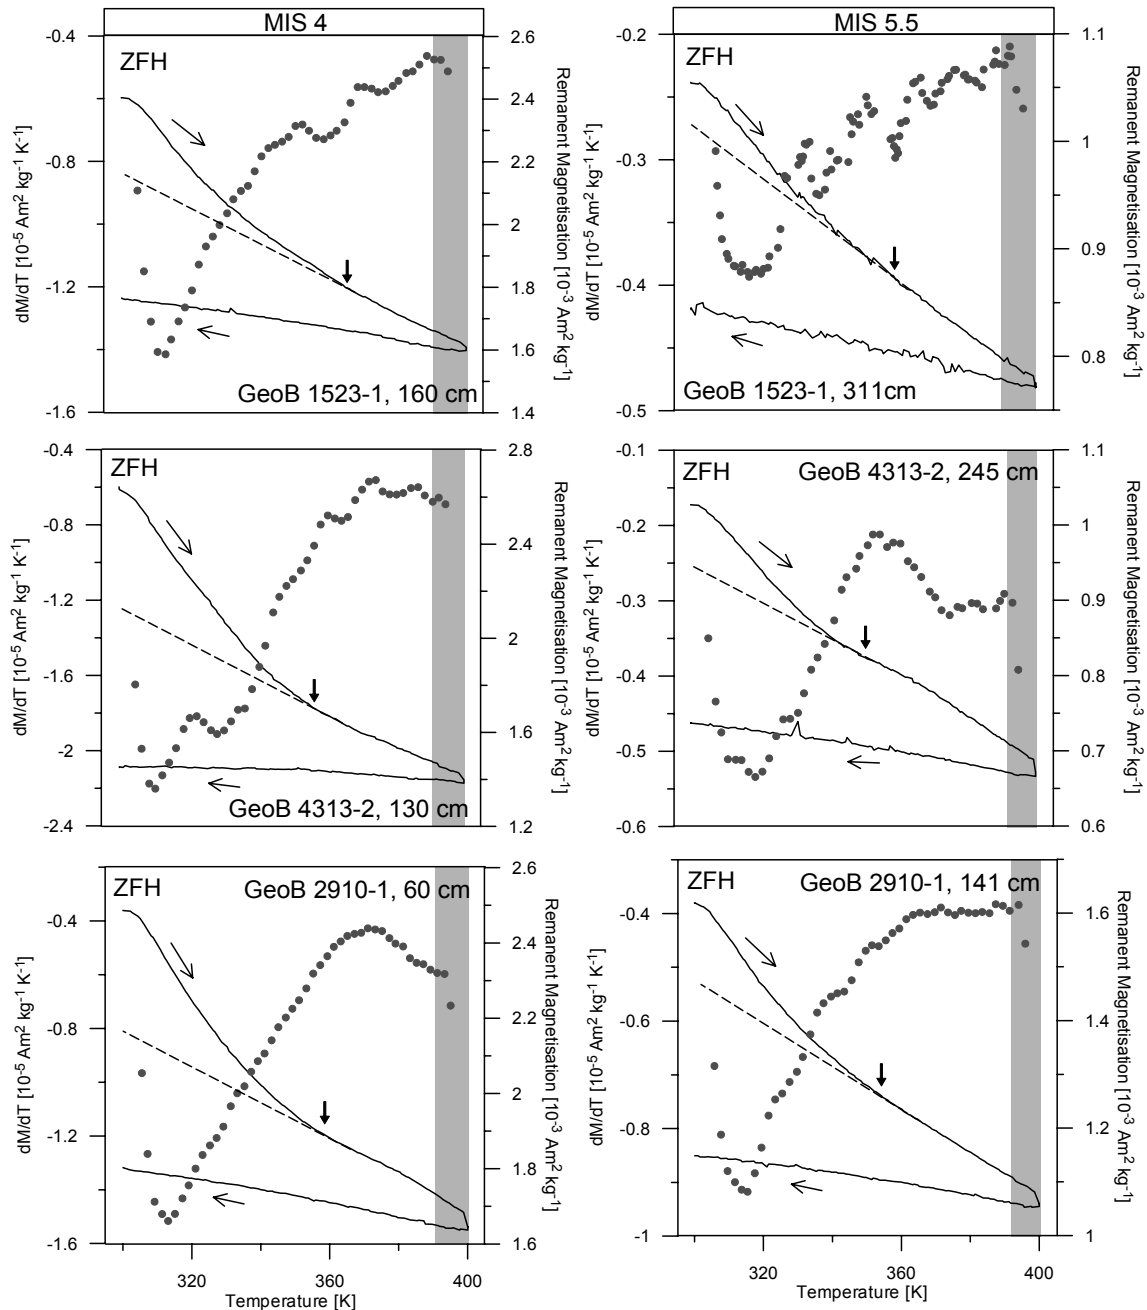 MIS 4
MIS 5.5
ZFH
-0.4
-0.8
-1.2
-1.6
dM/dT [10-5 Am2 kg-1 K-1]
2.6
2.4
2.2
2
1.8
1.6
1.4
Remanent Magnetisation [10-3 Am2 kg-1]
GeoB 1523-1, 160 cm
ZFH
-0.2
-0.3
-0.4
-0.5
dM/dT [10-5 Am2 kg-1 K-1]
1.1
1
0.9
0.8
Remanent Magnetisation [10-3 Am2 kg-1]
GeoB 1523-1, 311cm
ZFH
-0.4
-0.8
-1.2
-1.6
-2
-2.4
dM/dT [10-5 Am2 kg-1 K-1]
2.8
2.4
2
1.6
1.2
Remanent Magnetisation [10-3 Am2 kg-1]
GeoB 4313-2, 130 cm
ZFH
GeoB 4313-2, 245 cm
-0.1
-0.2
-0.3
-0.4
-0.5
-0.6
dM/dT [10-5 Am2 kg-1 K-1]
1.1
1
0.9
0.8
0.7
0.6
Remanent Magnetisation [10-3 Am2 kg-1]
ZFH
GeoB 2910-1, 60 cm
-0.4
-0.8
-1.2
-1.6
dM/dT [10-5 Am2 kg-1 K-1]
2.6
2.4
2.2
2
1.8
1.6
Remanent Magnetisation [10-3 Am2 kg-1]
320
360
400
Temperature [K]
ZFH
GeoB 2910-1, 141 cm
-0.4
-0.6
-0.8
-1
dM/dT [10-5 Am2 kg-1 K-1]
1.6
1.4
1.2
1
Remanent Magnetisation [10-3 Am2 kg-1]
320
360
400
Temperature [K]